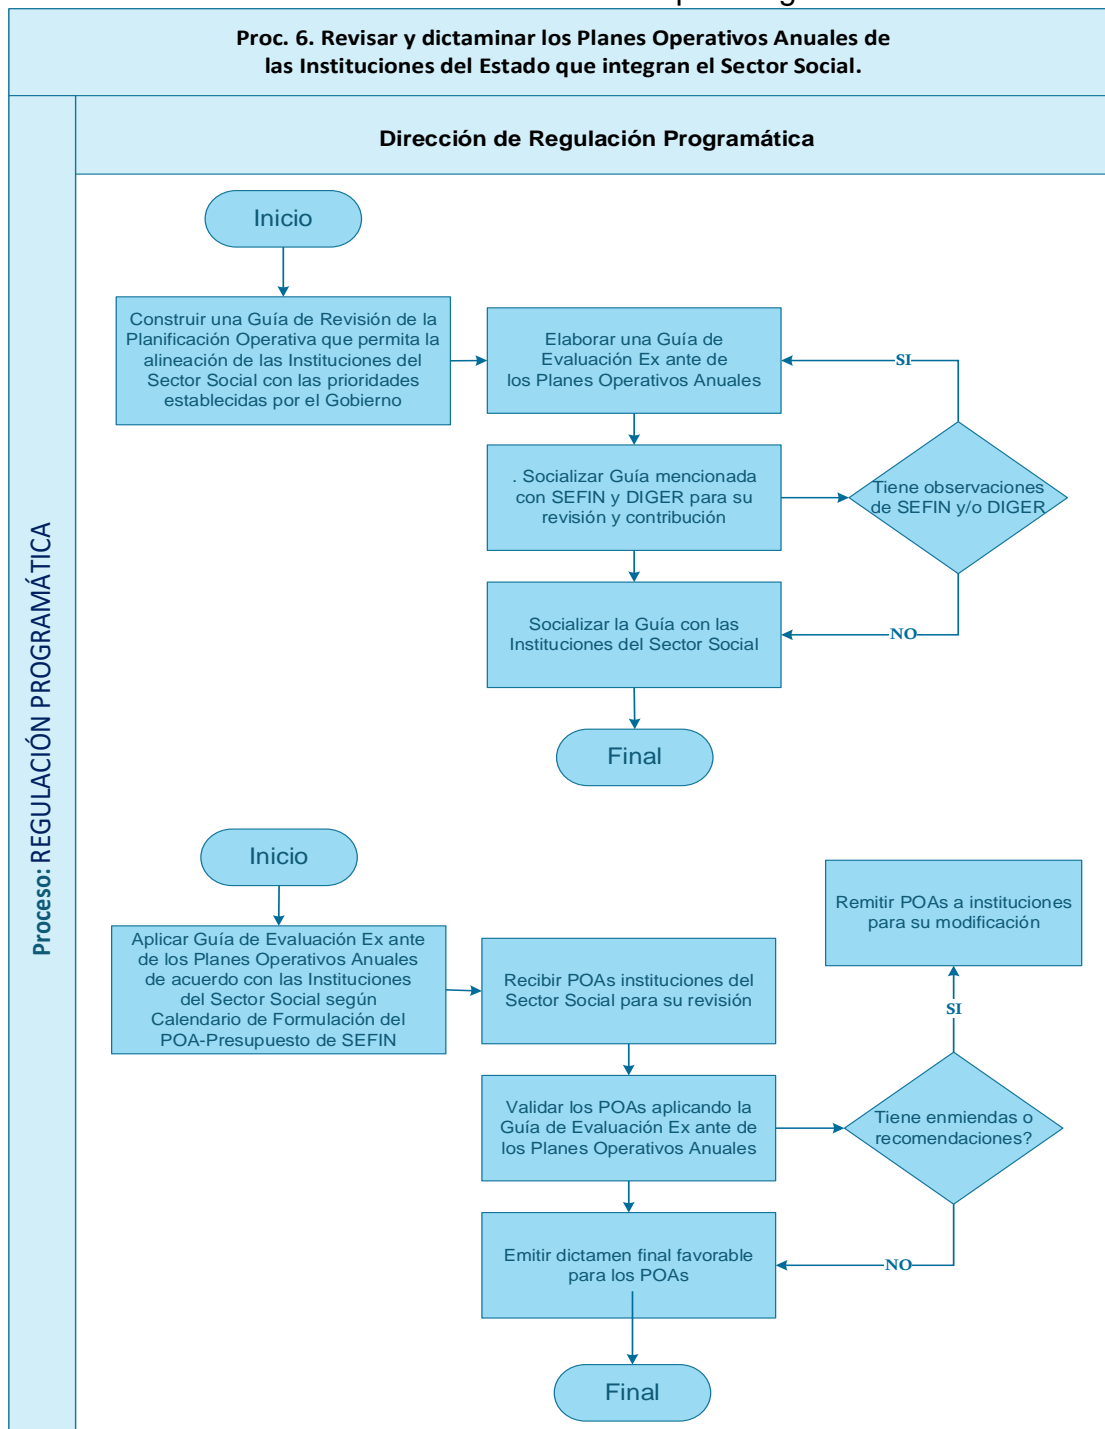 Proc. 6. Revisar y dictaminar los Planes Operativos Anuales de
las Instituciones del Estado que integran el Sector Social.
Dirección de Regulación Programática
Proceso: REGULACIÓN PROGRAMÁTICA
Inicio
Construir una Guía de Revisión de la
Planificación Operativa que permita la
alineación de las Instituciones del
Sector Social con las prioridades
establecidas por el Gobierno
Elaborar una Guía de
Evaluación Ex ante de
los Planes Operativos Anuales
SI
. Socializar Guía mencionada
con SEFIN y DIGER para su
revisión y contribución
Tiene observaciones
de SEFIN y/o DIGER
Socializar la Guía con las
Instituciones del Sector Social
NO
Final
Inicio
Aplicar Guía de Evaluación Ex ante
de los Planes Operativos Anuales
de acuerdo con las Instituciones
del Sector Social según
Calendario de Formulación del
POA-Presupuesto de SEFIN
Recibir POAs instituciones del
Sector Social para su revisión
Remitir POAs a instituciones
para su modificación
SI
Validar los POAs aplicando la
Guía de Evaluación Ex ante de
los Planes Operativos Anuales
Tiene enmiendas o
recomendaciones?
Emitir dictamen final favorable
para los POAs
NO
Final